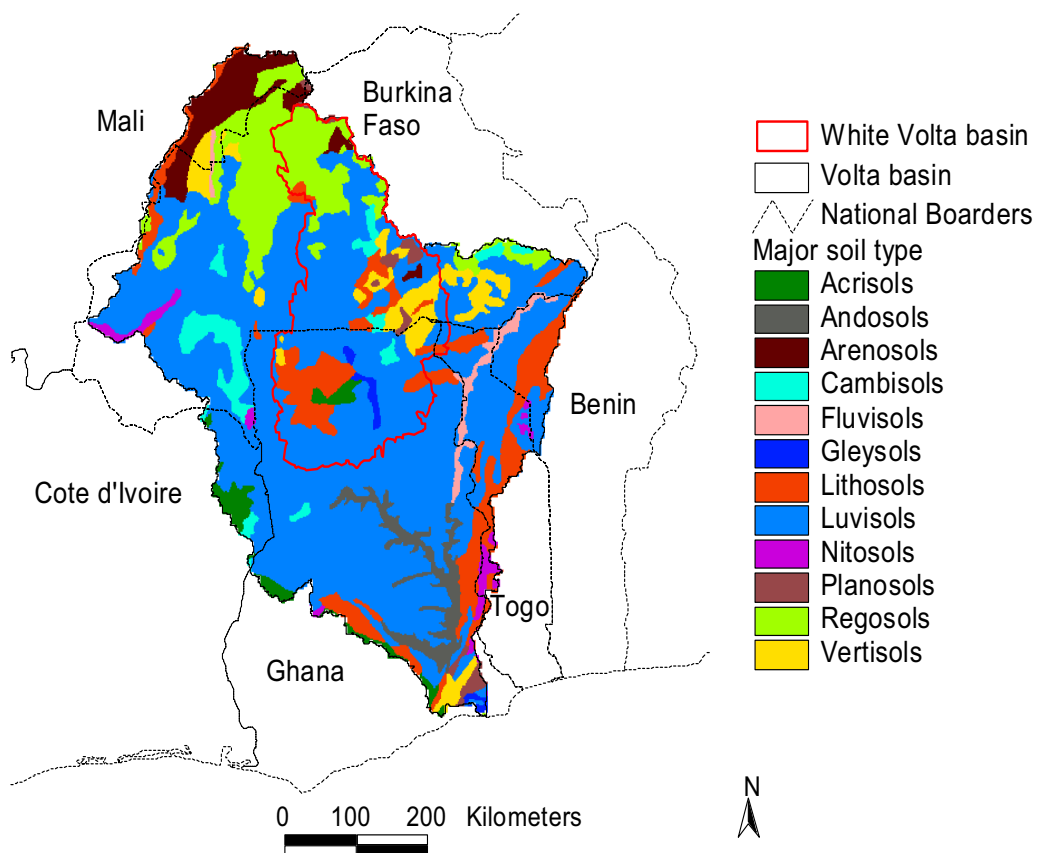 Mali
Burkina
Faso
Benin
Cote d'Ivoire
Togo
Ghana
White Volta basin
Volta basin
National Boarders
Major soil type
Acrisols
Andosols
Arenosols
Cambisols
Fluvisols
Gleysols
Lithosols
Luvisols
Nitosols
Planosols
Regosols
Vertisols
0 100 200 Kilometers
N